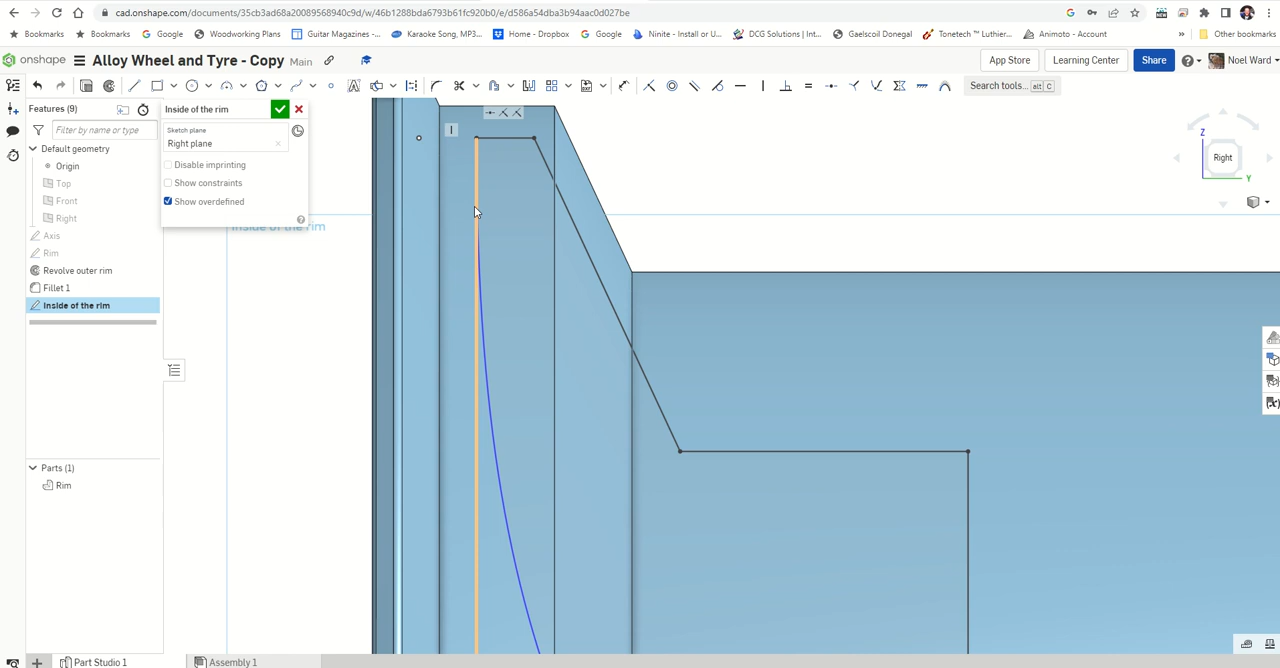 cad.onshape.com/documents/35cb3ad68a20089568940c9d/w/46b1288bda6793b61fc920b0/e/d586a54dba3b94aac0d027be
Bookmarks Bookmarks Google Woodworking Plans Guitar Magazine -... Karaoke Song, MP3... Home - Dropbox Google Ninite - Install or U... DCG Solutions | Int... Gaelscoil Donegal Tonetech ™ Luthier... Animoto - Account » Other bookmarks
onshape Alloy Wheel and Tyre - Copy Main App Store Learning Center Share Noel Ward
Search tools... alt C
Features (9)
Filter by name or type
Default geometry
Origin
Top
Front
Right
Axis
Rim
Revolve outer rim
Fillet 1
Inside of the rim
Parts (1)
Rim
Inside of the rim
Sketch plane
Right plane
Disable imprinting
Show constraints
Show overdefined
Inside of the rim
Z
Right
Y
Part Studio 1 Assembly 1